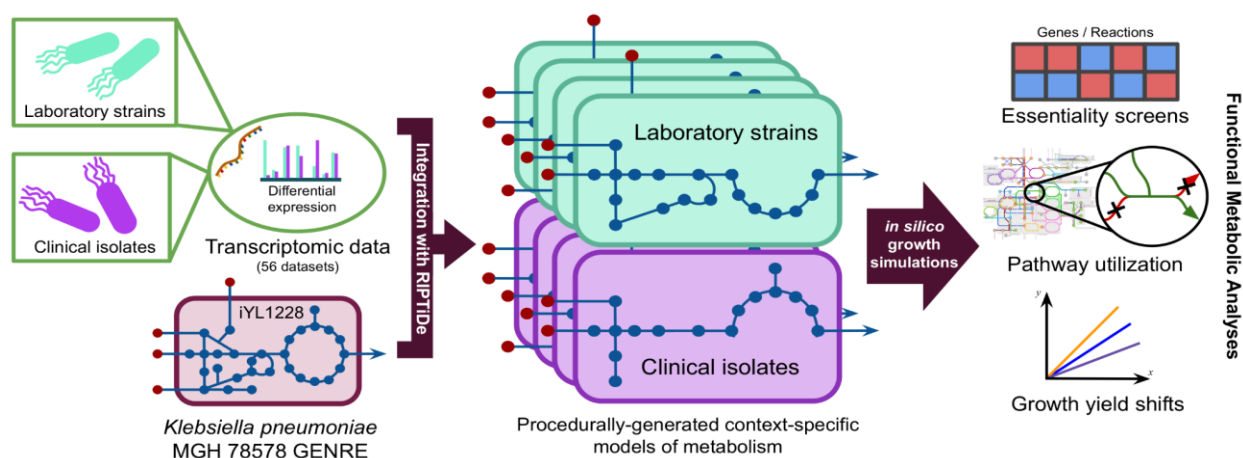 Laboratory strains
Clinical isolates
Differential
expression
Transcriptomic data
(56 datasets)
iYL1228
Klebsiella pneumoniae
MGH 78578 GENRE
Integration with RIPTiDe
Laboratory strains
Clinical isolates
Procedurally-generated context-specific
models of metabolism
in silico
growth
simulations
Genes / Reactions
Essentiality screens
Pathway utilization
y
x
Growth yield shifts
Functional Metabolic Analyses